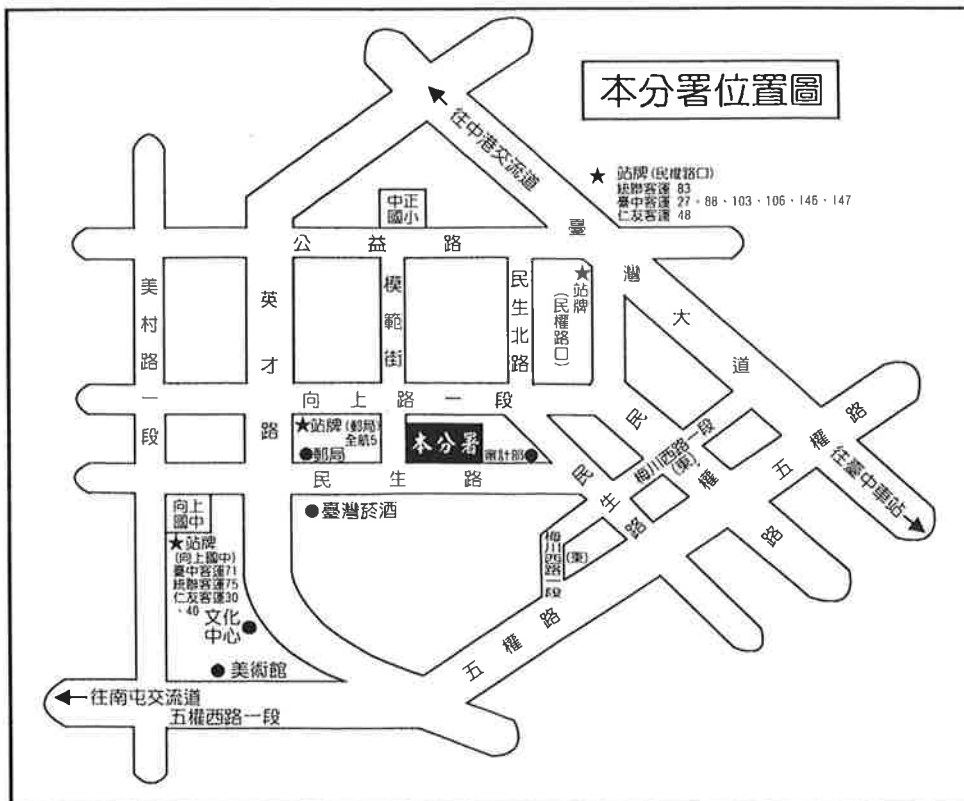 本分署位置圖
往中港交流道
★ 站牌 (民權路口)
統聯客運 83
臺中客運 27、88、103、106、146、147
仁友客運 48
中正
國小
公益路
臺灣大道
美村路一段
英才路
模範街
民生北路
★站牌
(民權路口)
向上路一段
★站牌 (郵局)
全航5
●郵局
本分署
審計部●
民生路
民生路
民權路
梅川西路一段
(東)
五權路
往臺中車站
向上
國中
●臺灣菸酒
★站牌
(向上國中)
臺中客運71
統聯客運75
仁友客運30
、40
文化
中心●
● 美術館
梅川西路一段
(東)
五權路
往南屯交流道
五權西路一段